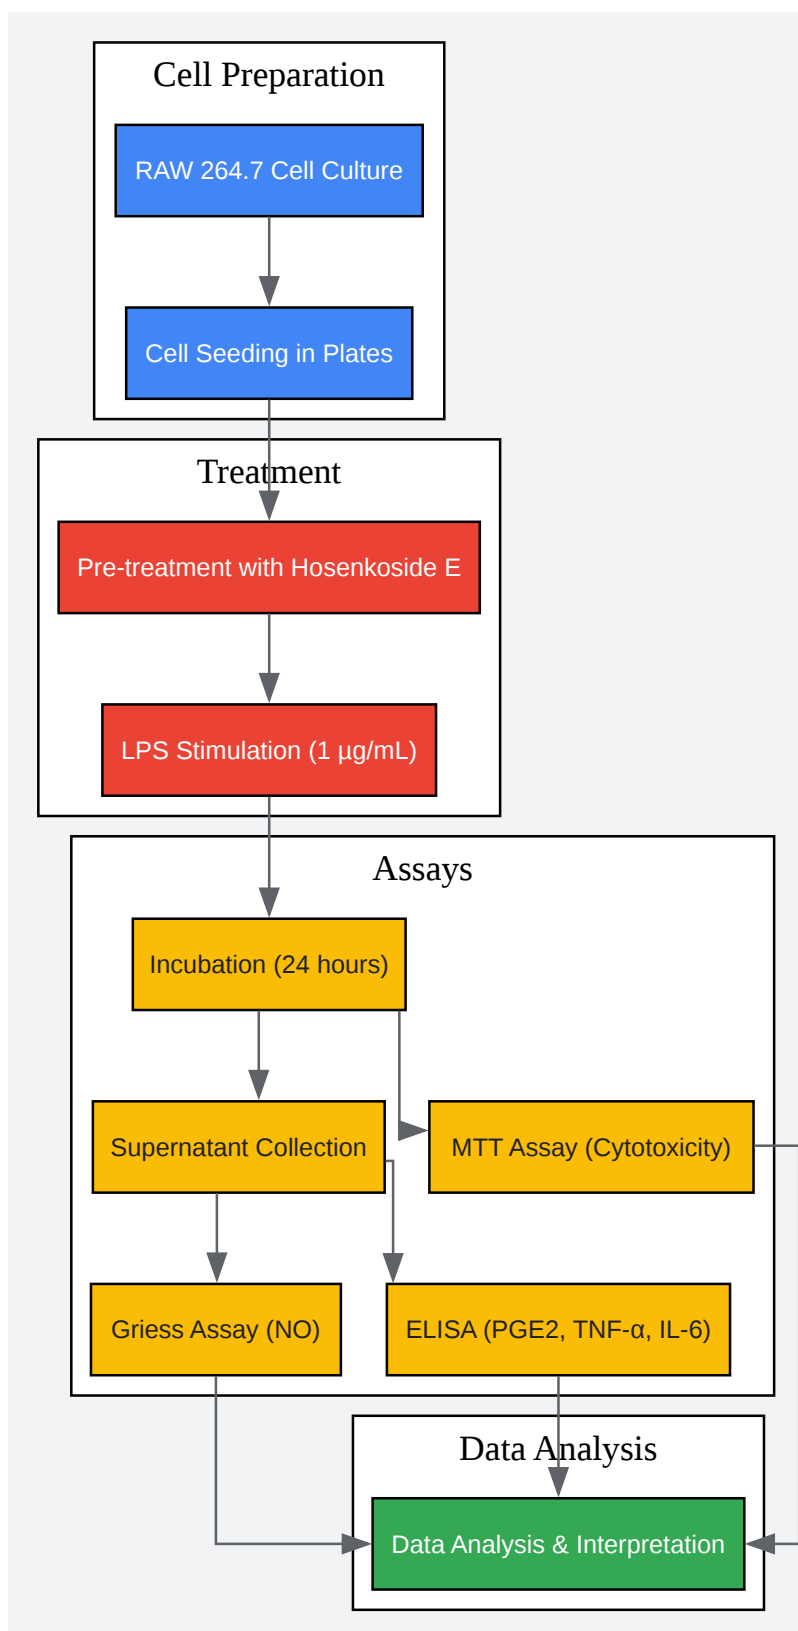 Cell Preparation
RAW 264.7 Cell Culture
Cell Seeding in Plates
Treatment
Pre-treatment with Hosenkoside E
LPS Stimulation (1 µg/mL)
Assays
Incubation (24 hours)
Supernatant Collection
MTT Assay (Cytotoxicity)
Griess Assay (NO)
ELISA (PGE2, TNF-α, IL-6)
Data Analysis
Data Analysis & Interpretation